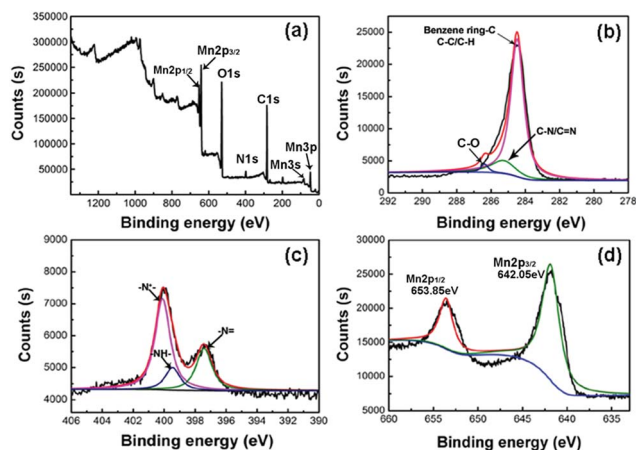 (a)
Mn2p3/2
Mn2p1/2
O1s
C1s
N1s
Mn3s
Mn3p
Counts (s)
350000
300000
250000
200000
150000
100000
50000
1200 1000 800 600 400 200 0
Binding energy (eV)
(b)
Benzene ring-C
C-C/C-H
C-O
C-N/C=N
Counts (s)
25000
20000
15000
10000
5000
0
292 290 288 286 284 282 280 278
Binding energy (eV)
(c)
-N⁺-
-NH-
-N=
Counts (s)
9000
8000
7000
6000
5000
4000
406 404 402 400 398 396 394 392 390
Binding energy (eV)
(d)
Mn2p1/2
653.85eV
Mn2p3/2
642.05eV
Counts (s)
30000
25000
20000
15000
10000
5000
660 655 650 645 640 635
Binding energy (eV)